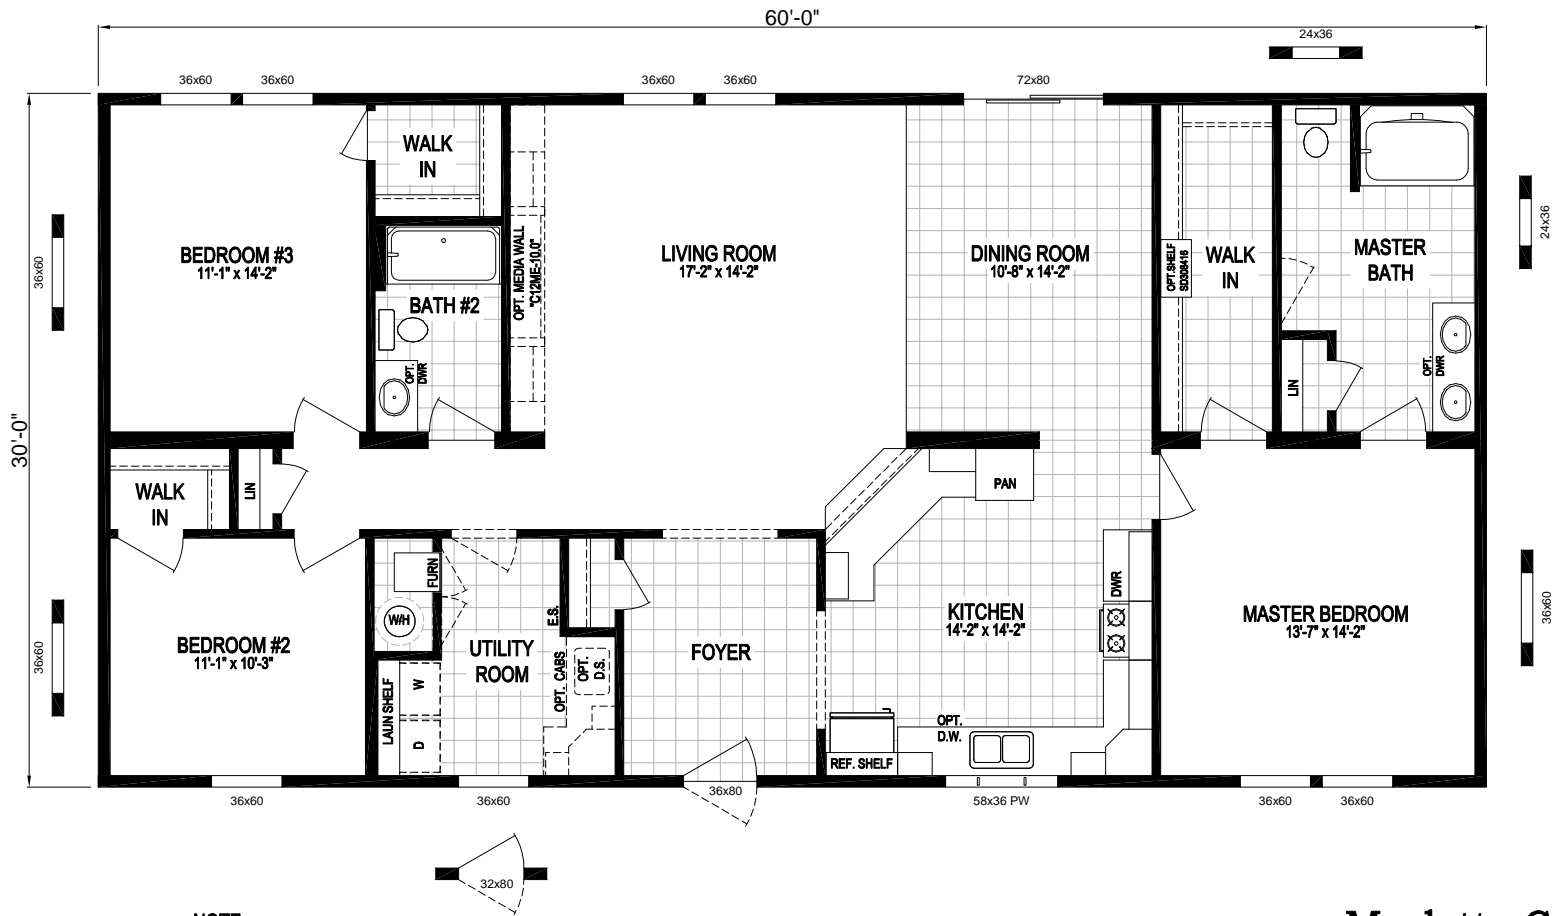 60'-0"
24x36
36x60
36x60
36x60
36x60
72x80
WALK
IN
BEDROOM #3
11'-1" x 14'-2"
BATH #2
OPT.
DWR
OPT. MEDIA WALL
"C12ME-10.0"
LIVING ROOM
17'-2" x 14'-2"
DINING ROOM
10'-8" x 14'-2"
OPT.SHELF
SD308416
WALK
IN
MASTER
BATH
OPT.
DWR
LIN
24x36
36x60
30'-0"
WALK
IN
LIN
PAN
BEDROOM #2
11'-1" x 10'-3"
FURN
W/H
UTILITY
ROOM
E.S.
OPT. CABS
OPT.
D.S.
LAUN SHELF
W
D
FOYER
KITCHEN
14'-2" x 14'-2"
DWR
OPT.
D.W.
REF. SHELF
MASTER BEDROOM
13'-7" x 14'-2"
36x60
36x60
36x60
36x60
36x80
58x36 PW
36x60
36x60
32x80
NOTE